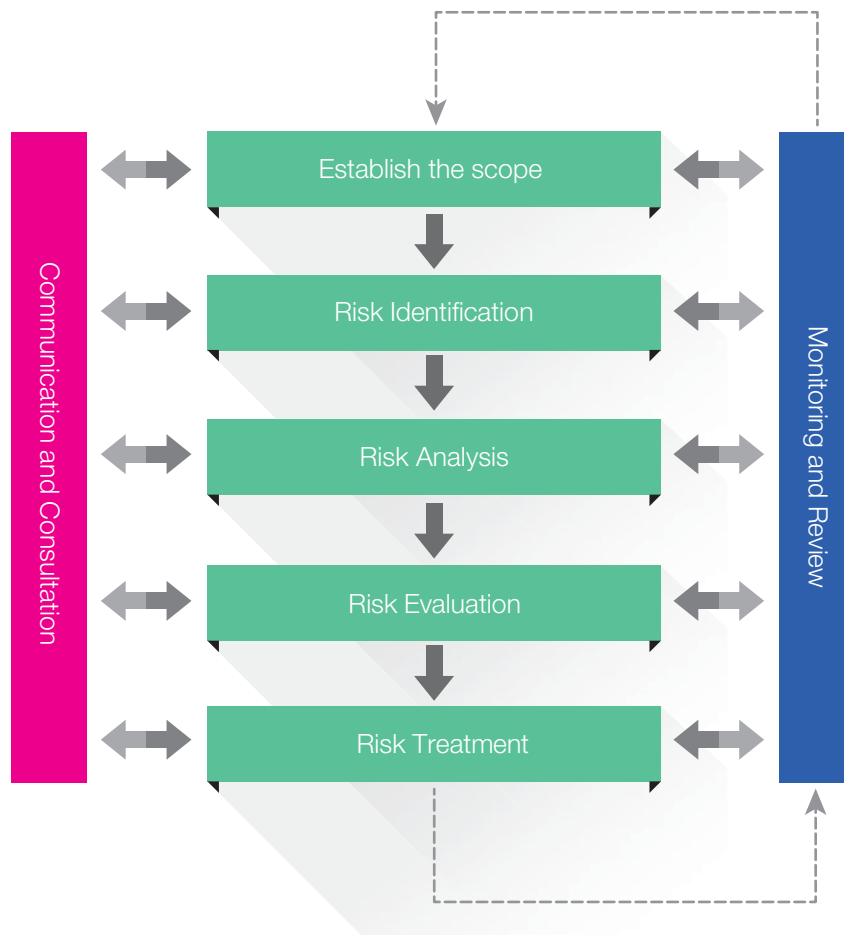 Establish the scope
Risk Identification
Risk Analysis
Risk Evaluation
Risk Treatment
Communication and Consultation
Monitoring and Review